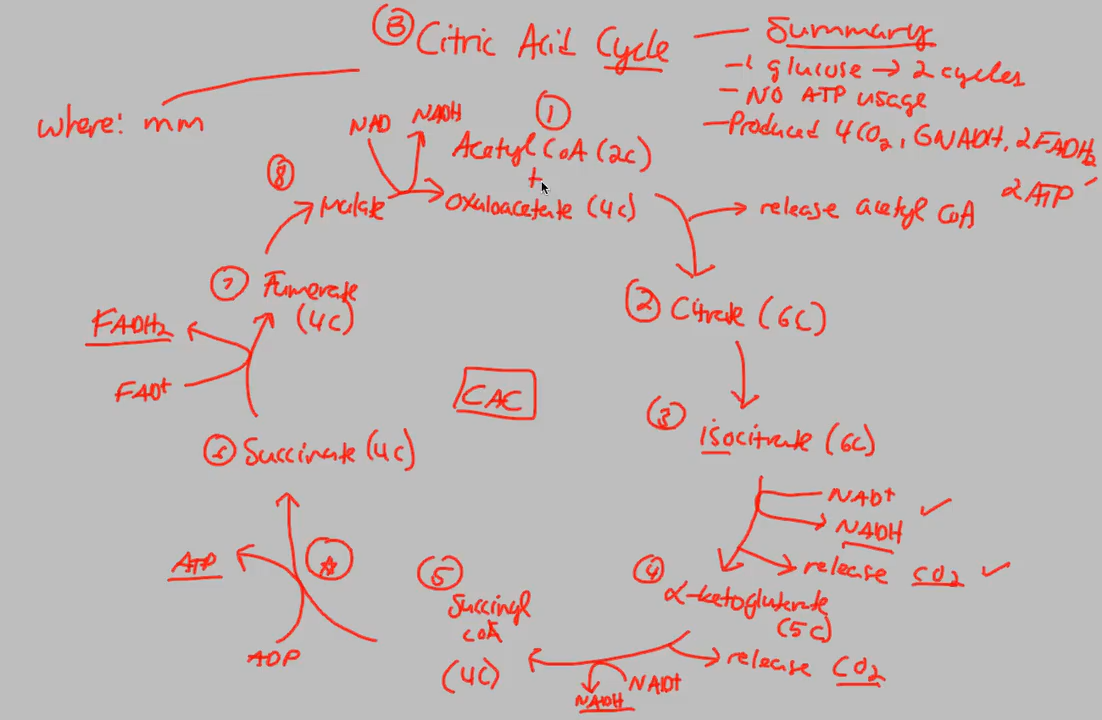 ③ Citric Acid Cycle — Summary
-1 glucose → 2 cycles
- NO ATP usage
- Produced 4CO2, 6NADH, 2FADH2
2 ATP
where: mm
NAD NADH
①
Acetyl CoA (2C)
+
Oxaloacetate (4C)
→ release acetyl CoA
② Citrate (6C)
③ isocitrate (6C)
NAD+
NADH
→ release CO2
④ α-ketogluterate
(5C)
→ release CO2
NAD+
NADH
⑤
Succinyl
CoA
(4C)
ADP
ATP
⑥ Succinate (4C)
FAD+
FADH2
⑦ Fumerate
(4C)
⑧
Malate
CAC